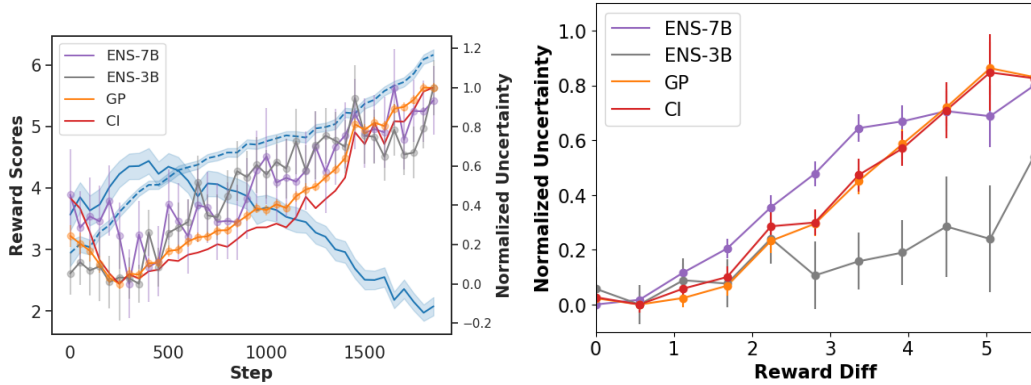 ENS-7B
ENS-3B
GP
CI
Reward Scores
6
5
4
3
2
0
500
1000
1500
Step
1.2
1.0
0.8
0.6
0.4
0.2
0.0
−0.2
Normalized Uncertainty
ENS-7B
ENS-3B
GP
CI
Normalized Uncertainty
1.0
0.8
0.6
0.4
0.2
0.0
0
1
2
3
4
5
Reward Diff